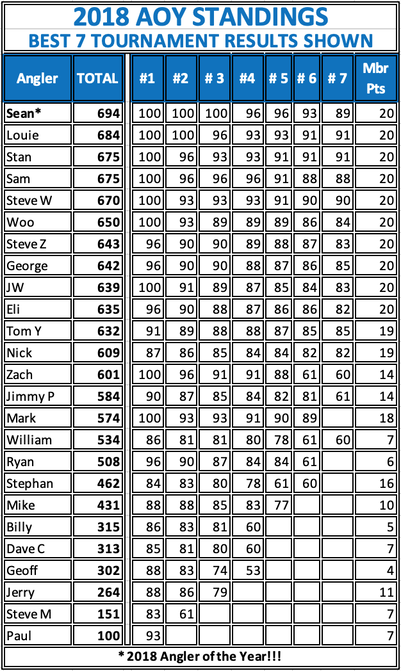 2018 AOY STANDINGS
BEST 7 TOURNAMENT RESULTS SHOWN
Angler TOTAL #1 #2 # 3 #4 # 5 # 6 # 7 Mbr Pts
Sean* 694 100 100 100 96 96 93 89 20
Louie 684 100 100 96 93 93 91 91 20
Stan 675 100 96 93 93 91 91 91 20
Sam 675 100 96 96 96 91 88 88 20
Steve W 670 100 93 93 93 91 90 90 20
Woo 650 100 93 89 89 89 86 84 20
Steve Z 643 96 90 90 89 88 87 83 20
George 642 96 90 90 88 87 86 85 20
JW 639 100 91 89 87 85 84 83 20
Eli 635 96 90 88 87 86 86 82 20
Tom Y 632 91 89 88 88 87 85 85 19
Nick 609 87 86 85 84 84 82 82 19
Zach 601 100 96 91 91 88 61 60 14
Jimmy P 584 90 87 85 84 82 81 61 14
Mark 574 100 93 93 91 90 89 18
William 534 86 81 81 80 78 61 60 7
Ryan 508 96 90 87 84 84 61 6
Stephan 462 84 83 80 78 61 60 16
Mike 431 88 88 85 83 77 10
Billy 315 86 83 81 60 5
Dave C 313 85 81 80 60 7
Geoff 302 88 83 74 53 4
Jerry 264 88 86 79 11
Steve M 151 83 61 7
Paul 100 93 7
*2018 Angler of the Year!!!